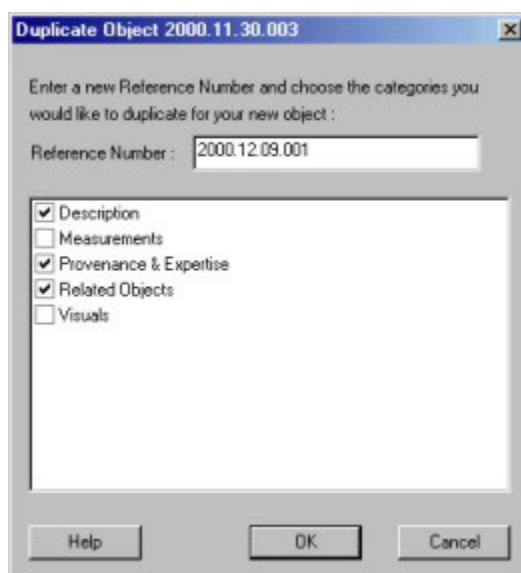 Duplicate Object 2000.11.30.003
Enter a new Reference Number and choose the categories you
would like to duplicate for your new object :
Reference Number : 2000.12.09.001
Description
Measurements
Provenance & Expertise
Related Objects
Visuals
Help OK Cancel